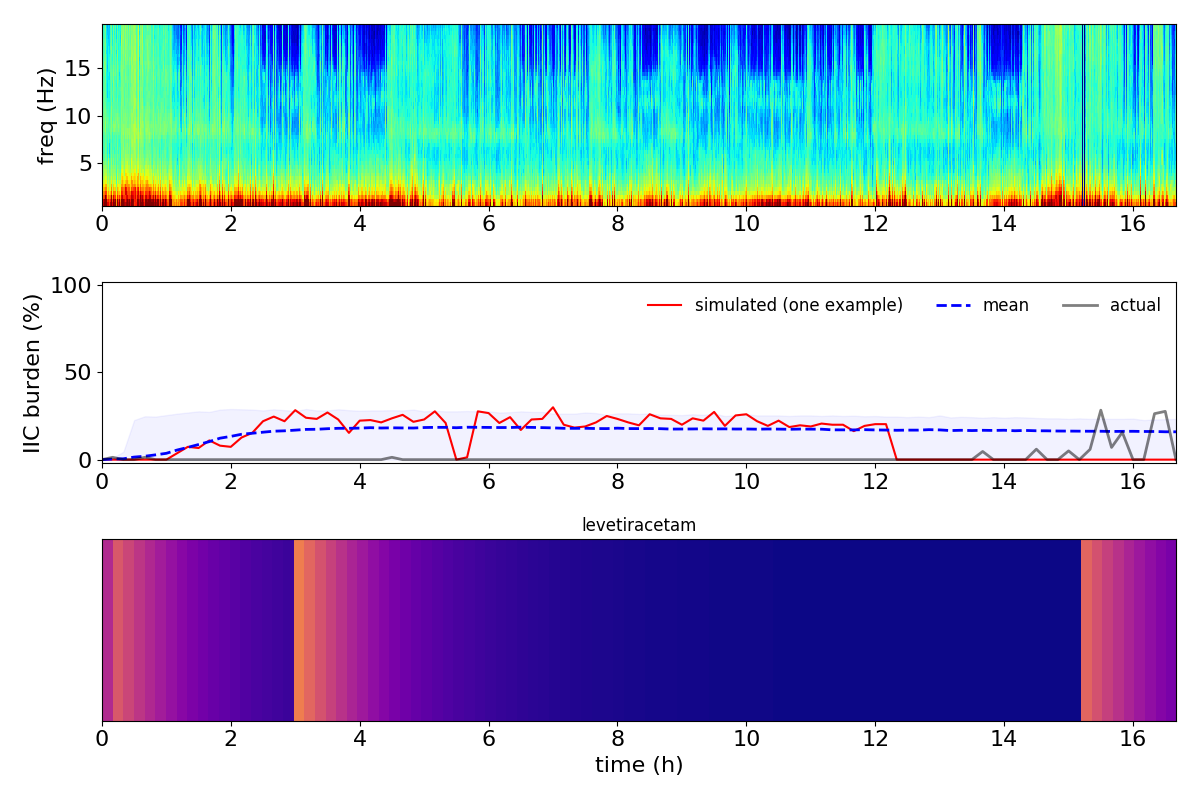 freq (Hz)
15
10
5
0 2 4 6 8 10 12 14 16
IIC burden (%)
100
50
0
simulated (one example) mean actual
0 2 4 6 8 10 12 14 16
levetiracetam
0 2 4 6 8 10 12 14 16
time (h)